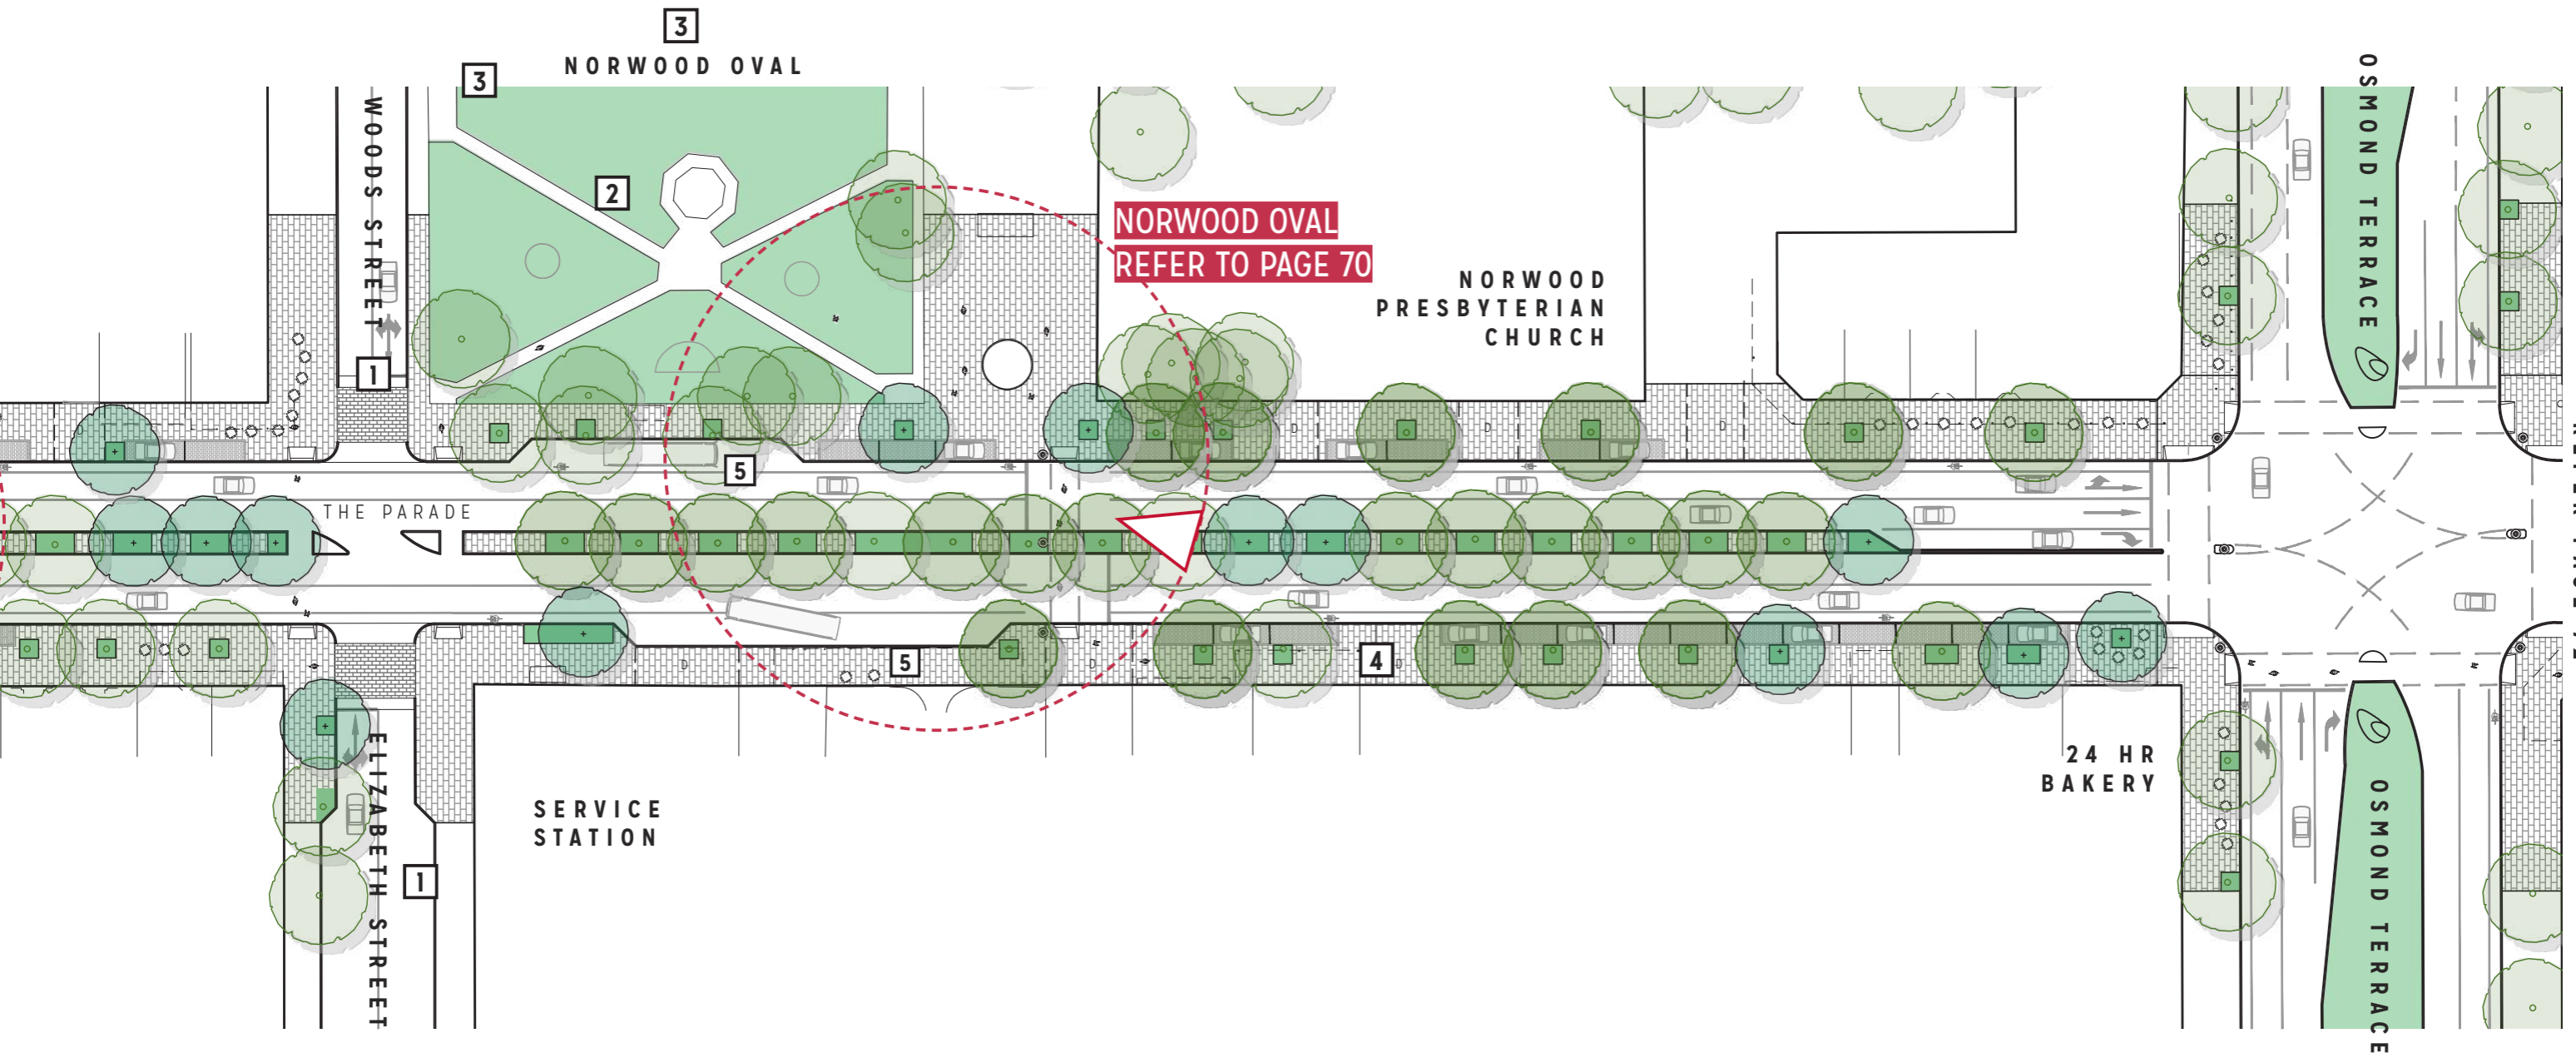 3
NORWOOD OVAL
3
WOODS STREET
2
1
NORWOOD OVAL
REFER TO PAGE 70
NORWOOD
PRESBYTERIAN
CHURCH
OSMOND TERRACE
D
D
D
5
THE PARADE
D
5
D
4
D
1
ELIZABETH STREET
SERVICE
STATION
24 HR
BAKERY
OSMOND TERRACE